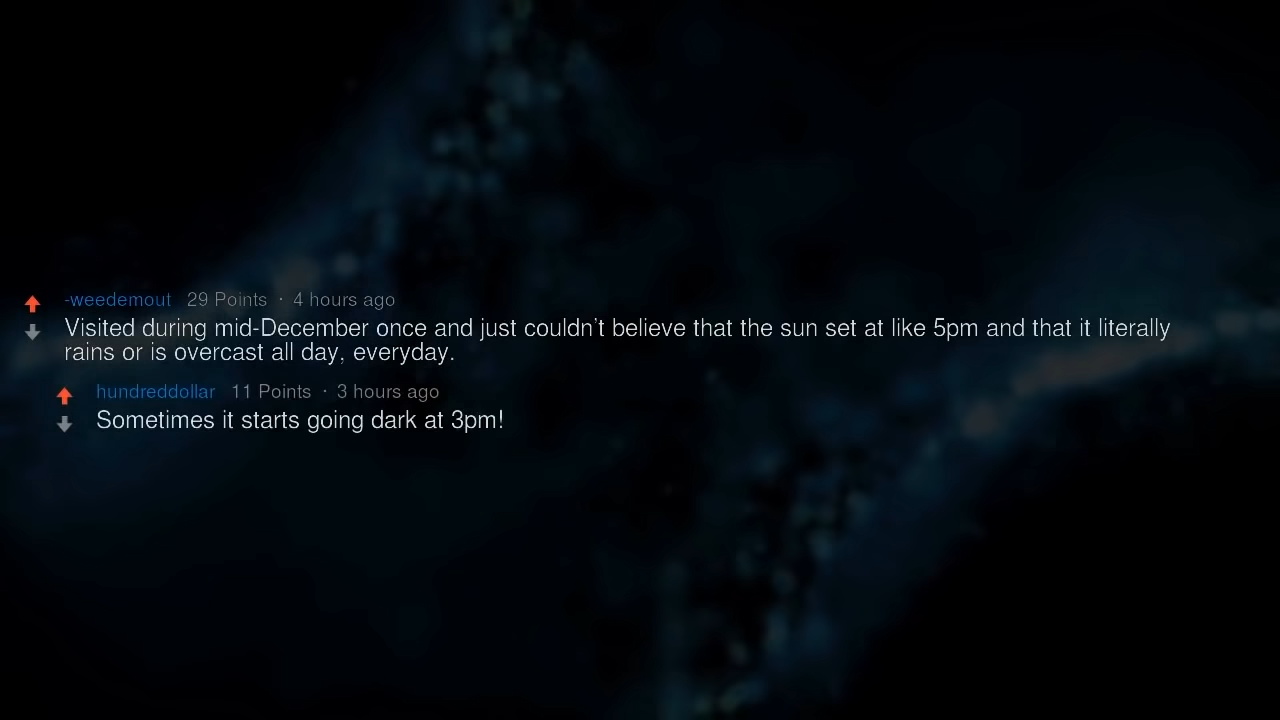 -weedemout 29 Points · 4 hours ago
Visited during mid-December once and just couldn't believe that the sun set at like 5pm and that it literally
rains or is overcast all day, everyday.
hundreddollar 11 Points · 3 hours ago
Sometimes it starts going dark at 3pm!